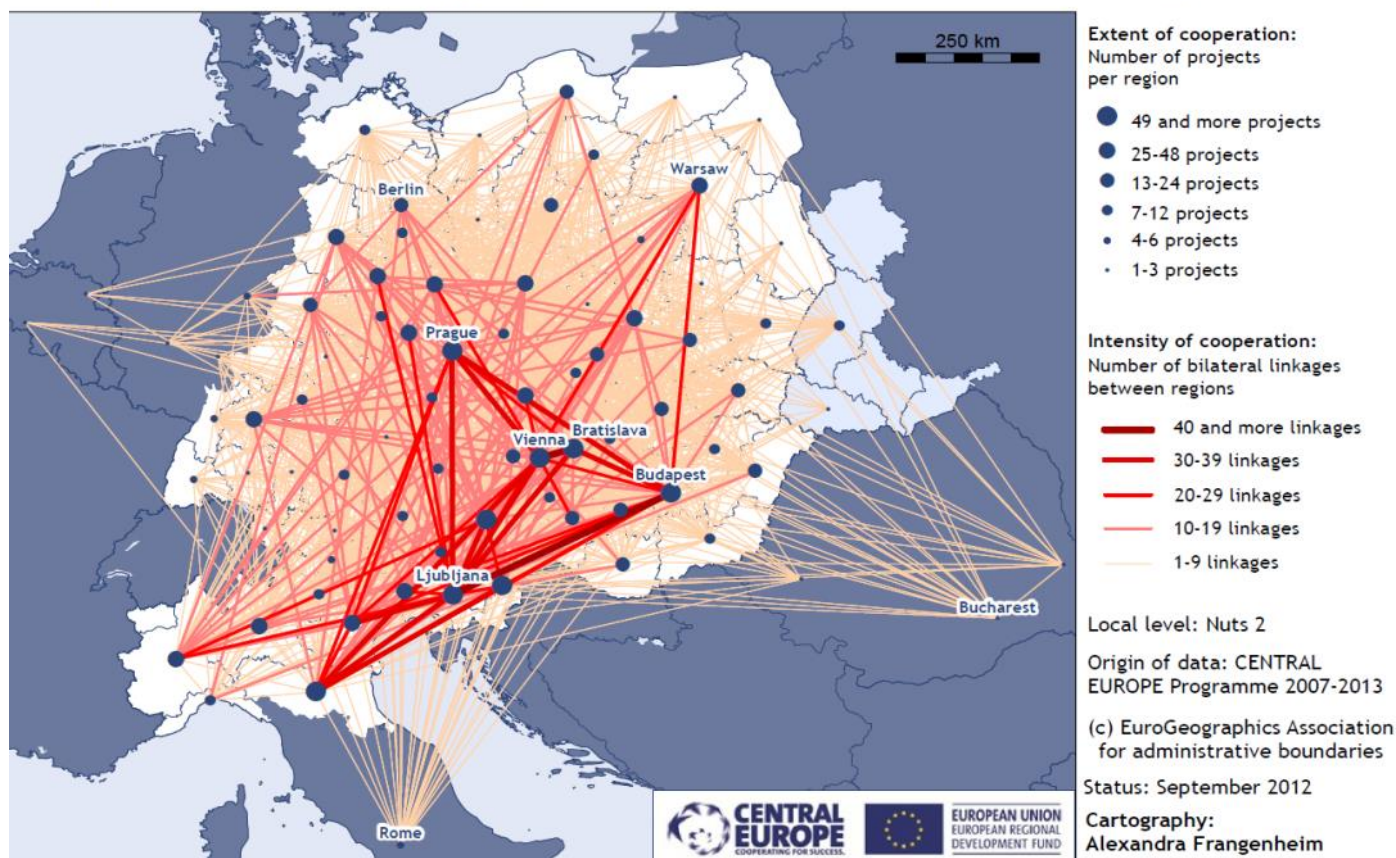 250 km
Warsaw
Berlin
Prague
Bratislava
Vienna
Budapest
Ljubljana
Bucharest
Rome
CENTRAL
EUROPE
COOPERATING FOR SUCCESS.
EUROPEAN UNION
EUROPEAN REGIONAL
DEVELOPMENT FUND
Extent of cooperation:
Number of projects
per region
49 and more projects
25-48 projects
13-24 projects
7-12 projects
4-6 projects
1-3 projects
Intensity of cooperation:
Number of bilateral linkages
between regions
40 and more linkages
30-39 linkages
20-29 linkages
10-19 linkages
1-9 linkages
Local level: Nuts 2
Origin of data: CENTRAL
EUROPE Programme 2007-2013
(c) EuroGeographics Association
for administrative boundaries
Status: September 2012
Cartography:
Alexandra Frangenheim